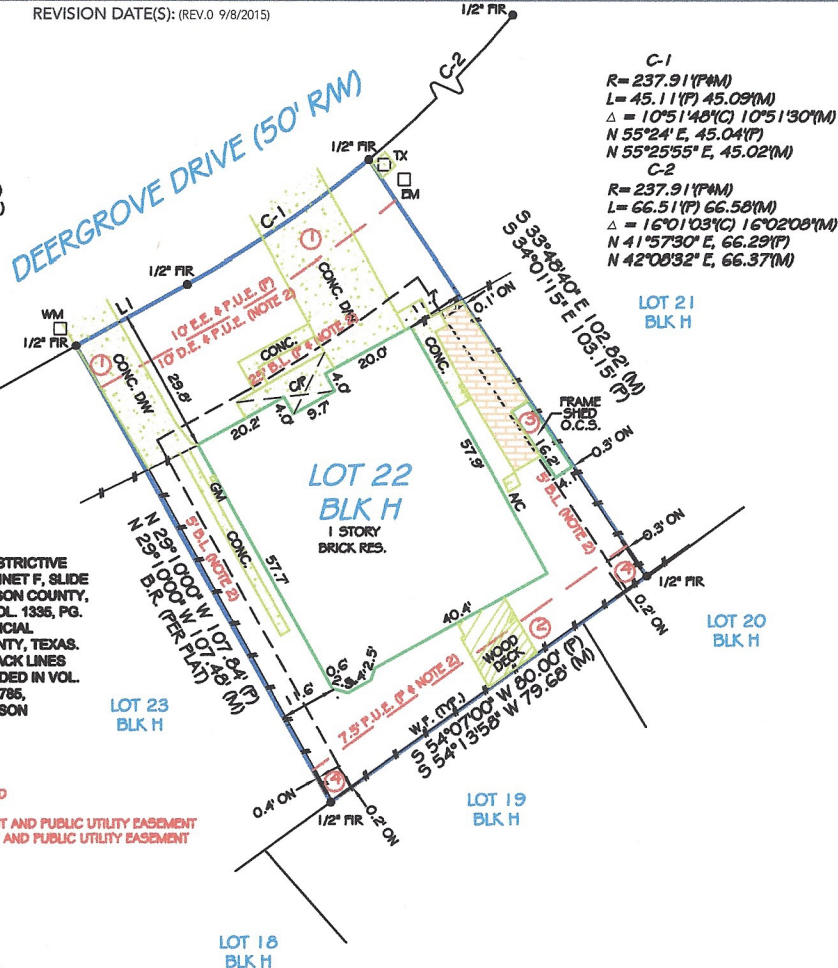 REVISION DATE(S): (REV.0 9/8/2015)
1/2" FIR
C-2
C-1
R= 237.91'(P&M)
L= 45.11'(P) 45.09'(M)
Δ = 10°51'48"(C) 10°51'30"(M)
N 55°24' E, 45.04'(P)
N 55°25'55" E, 45.02'(M)
C-2
R= 237.91'(P&M)
L= 66.51'(P) 66.58'(M)
Δ = 16°01'03"(C) 16°02'08"(M)
N 41°57'30" E, 66.29'(P)
N 42°08'32" E, 66.37'(M)
DEERGROVE DRIVE (50' R/W)
1/2" FIR
TX
EM
C-1
1/2" FIR
L1
WM
1/2" FIR
CONC. D/W
1
CONC. D/W
1
10' E.E. & P.U.E. (P)
10' D.E. & P.U.E. (NOTE 2)
25' B.L. (P & NOTE 2)
CONC.
C/P
29.8'
20.2'
4.0'
9.7'
4.0'
20.0'
CONC.
0.1' ON
S 33°48'40" E 102.82' (M)
S 34°01'15" E 103.15' (P)
LOT 21
BLK H
FRAME
SHED
O.C.S.
3
16.2'
0.3' ON
57.9'
A/C
5' B.L. (NOTE 2)
LOT 22
BLK H
1 STORY
BRICK RES.
GM
CONC.
57.7'
5' B.L. (NOTE 2)
N 29°10'00" W 107.84' (P)
N 29°10'00" W 107.48' (M)
B.R. (PER PLAT)
STRICTIVE
INET F, SLIDE
SON COUNTY,
OL. 1335, PG.
ICIAL
NTY, TEXAS.
ACK LINES
DED IN VOL.
785,
SON
0.3' ON
4
1/2" FIR
0.2' ON
LOT 20
BLK H
40.4'
WOOD
DECK
2
0.6'
2.5'
7.5' P.U.E. (P & NOTE 2)
W.F. (TYP.)
S 54°07'00" W 80.00' (P)
S 54°13'58" W 79.68' (M)
LOT 23
BLK H
4
0.4' ON
1/2" FIR
0.2' ON
LOT 19
BLK H
T AND PUBLIC UTILITY EASEMENT
AND PUBLIC UTILITY EASEMENT
LOT 18
BLK H